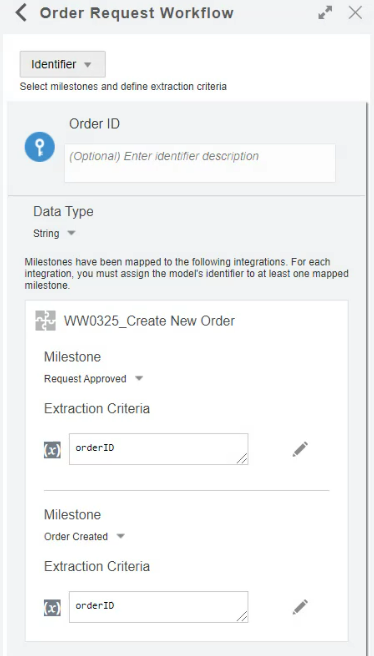 Order Request Workflow
Identifier
Select milestones and define extraction criteria
Order ID
(Optional) Enter identifier description
Data Type
String
Milestones have been mapped to the following integrations. For each
integration, you must assign the model's identifier to at least one mapped
milestone.
WW0325_Create New Order
Milestone
Request Approved
Extraction Criteria
(x) orderID
Milestone
Order Created
Extraction Criteria
(x) orderID